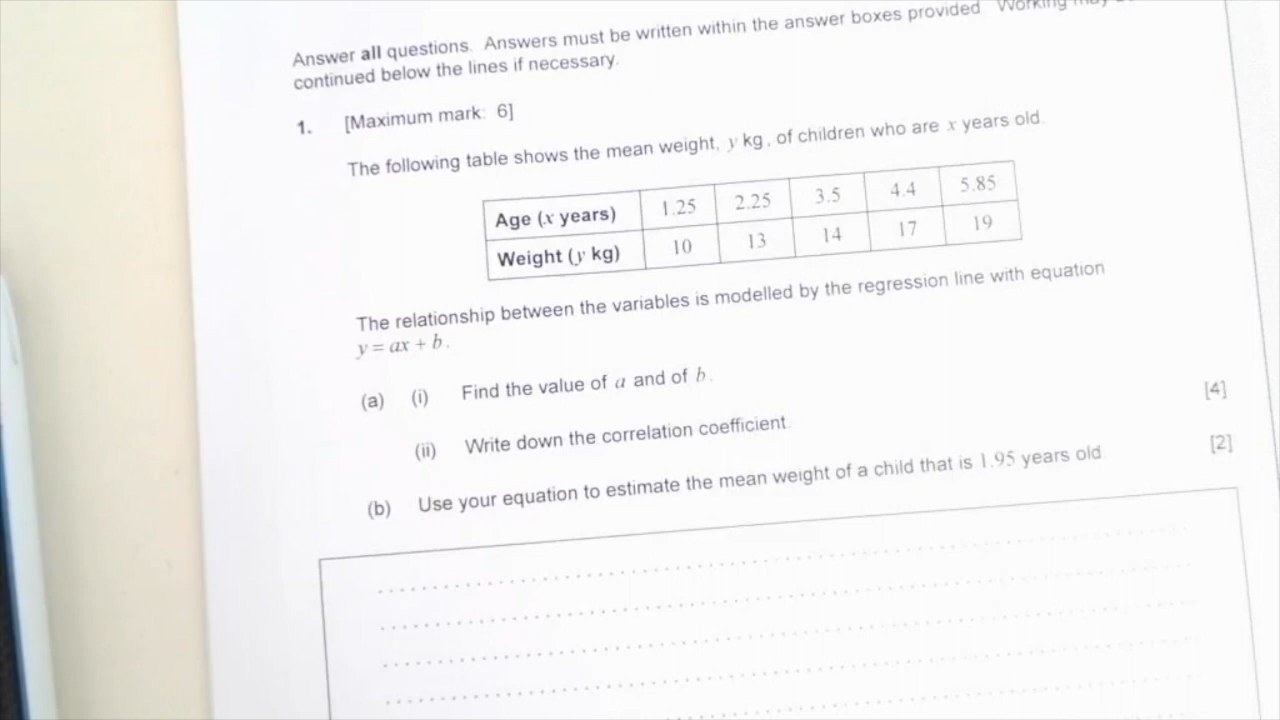 Answer all questions. Answers must be written within the answer boxes provided Working may
continued below the lines if necessary.
1. [Maximum mark: 6]
The following table shows the mean weight, y kg, of children who are x years old.
Age (x years) 1.25 2.25 3.5 4.4 5.85
Weight (y kg) 10 13 14 17 19
The relationship between the variables is modelled by the regression line with equation
y = ax + b.
(a) (i) Find the value of a and of b.
(ii) Write down the correlation coefficient. [4]
(b) Use your equation to estimate the mean weight of a child that is 1.95 years old. [2]